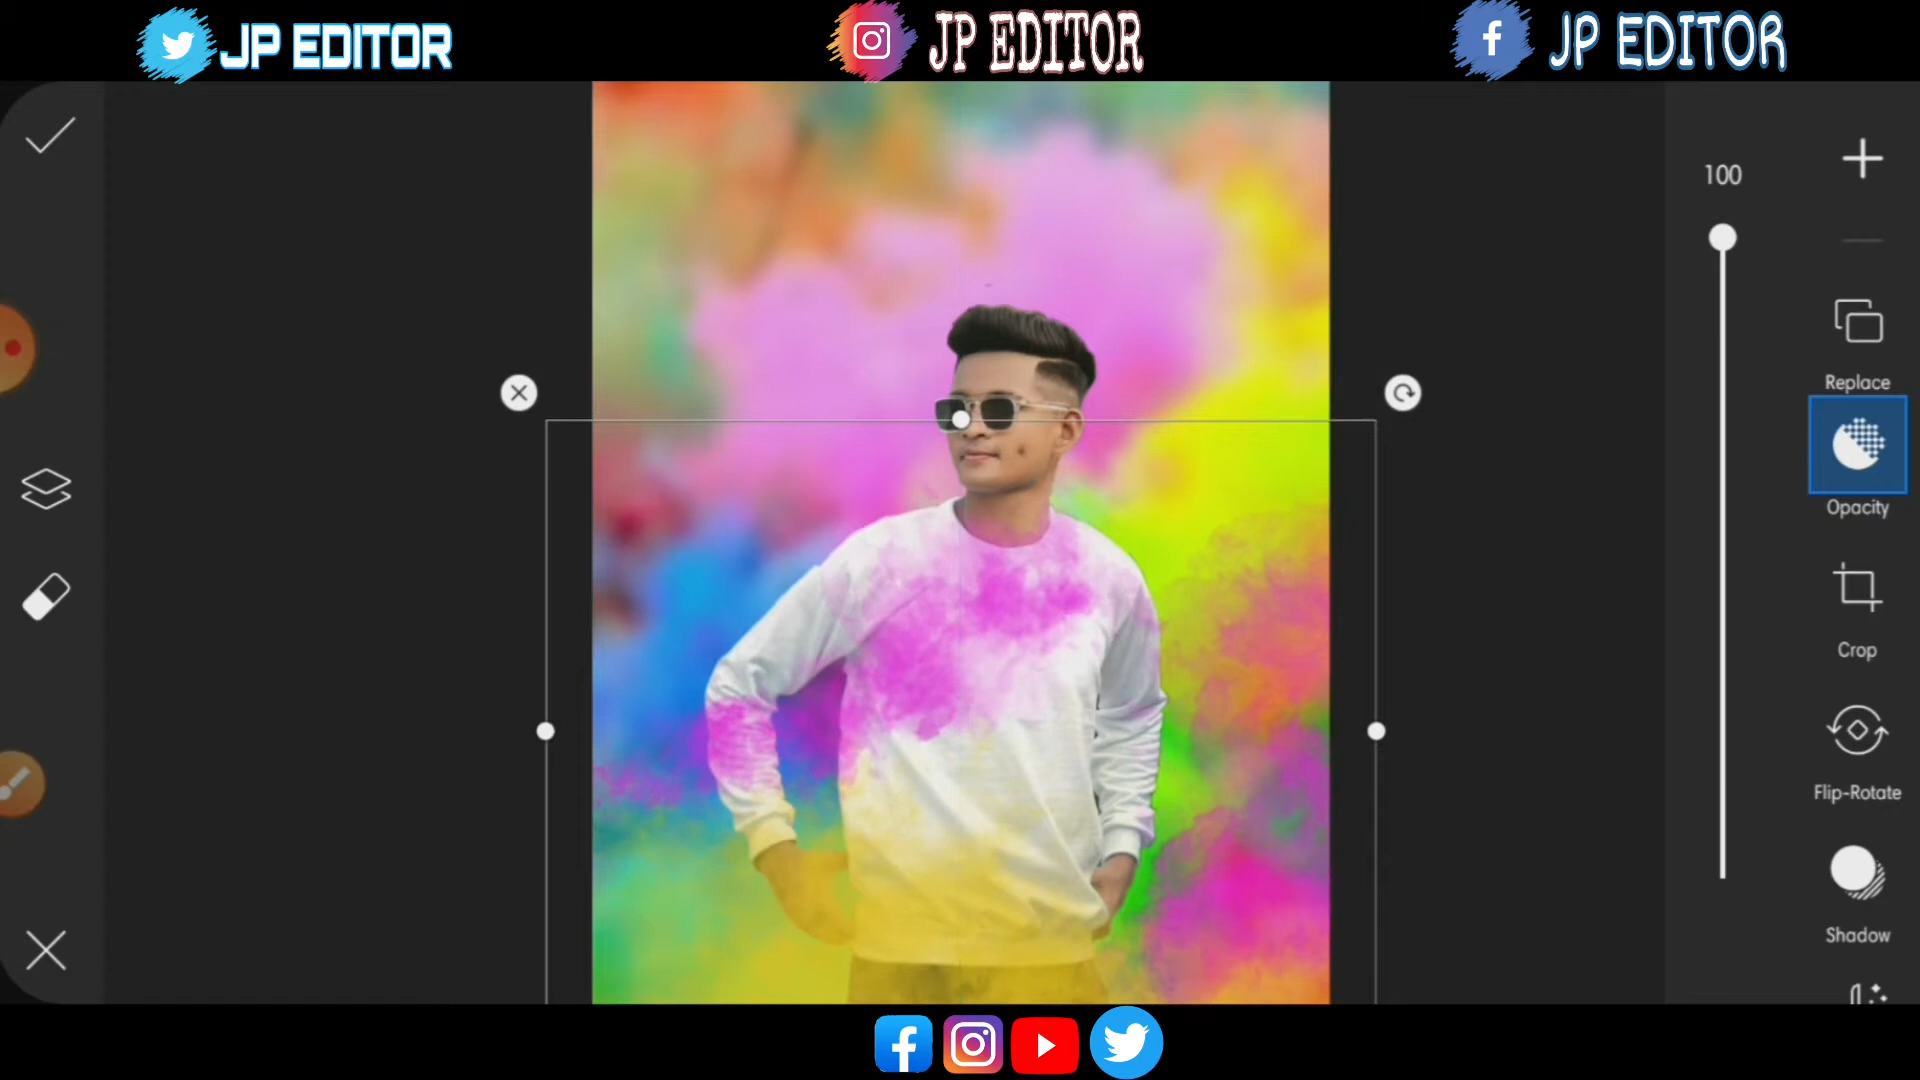 JP EDITOR
JP EDITOR
JP EDITOR
100
Replace
Opacity
Crop
Flip-Rotate
Shadow